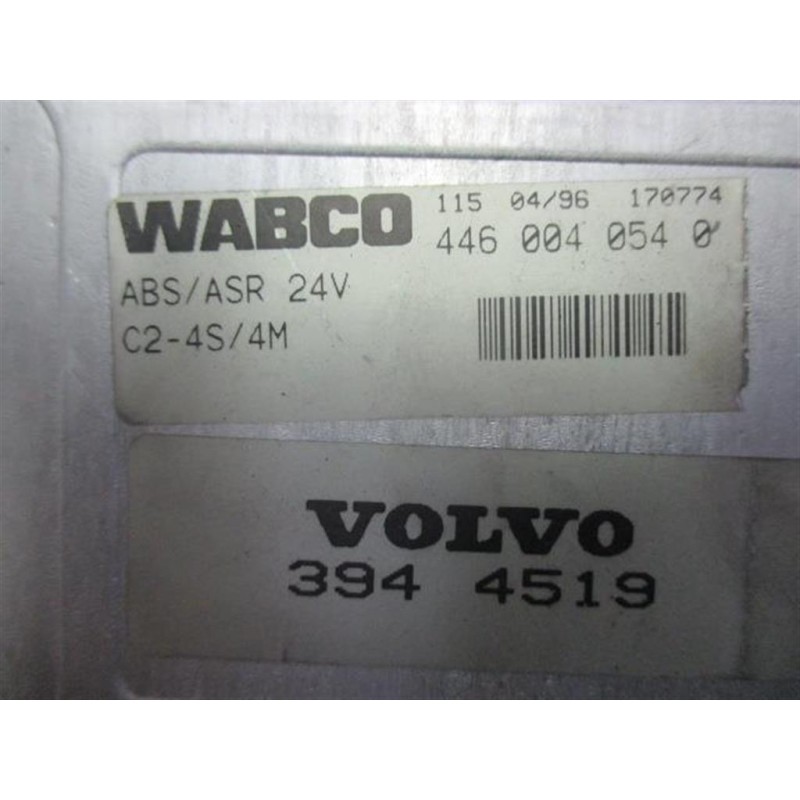 WABCO 115 04/96 170774
446 004 054 0
ABS/ASR 24V
C2-4S/4M
VOLVO
394 4519